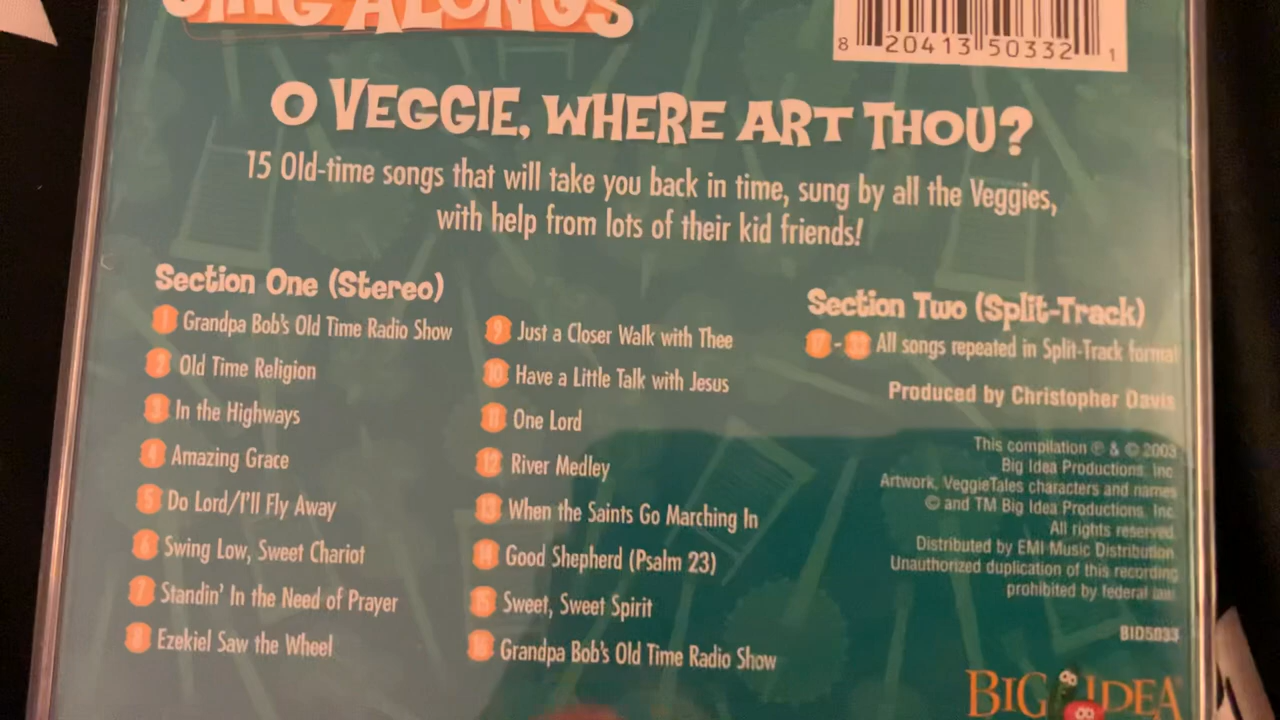 SING ALONGS
8 20413 50332 1
O VEGGIE, WHERE ART THOU?
15 Old-time songs that will take you back in time, sung by all the Veggies,
with help from lots of their kid friends!
Section One (Stereo)
1 Grandpa Bob's Old Time Radio Show
2 Old Time Religion
3 In the Highways
4 Amazing Grace
5 Do Lord/I'll Fly Away
6 Swing Low, Sweet Chariot
7 Standin' In the Need of Prayer
8 Ezekiel Saw the Wheel
9 Just a Closer Walk with Thee
10 Have a Little Talk with Jesus
11 One Lord
12 River Medley
13 When the Saints Go Marching In
14 Good Shepherd (Psalm 23)
15 Sweet, Sweet Spirit
16 Grandpa Bob's Old Time Radio Show
Section Two (Split-Track)
All songs repeated in Split-Track format
Produced by Christopher Davis
This compilation ℗ & © 2003
Big Idea Productions, Inc.
Artwork, VeggieTales characters and names
© and TM Big Idea Productions, Inc.
All rights reserved.
Distributed by EMI Music Distribution.
Unauthorized duplication of this recording
prohibited by federal law.
BID5033
BIG IDEA